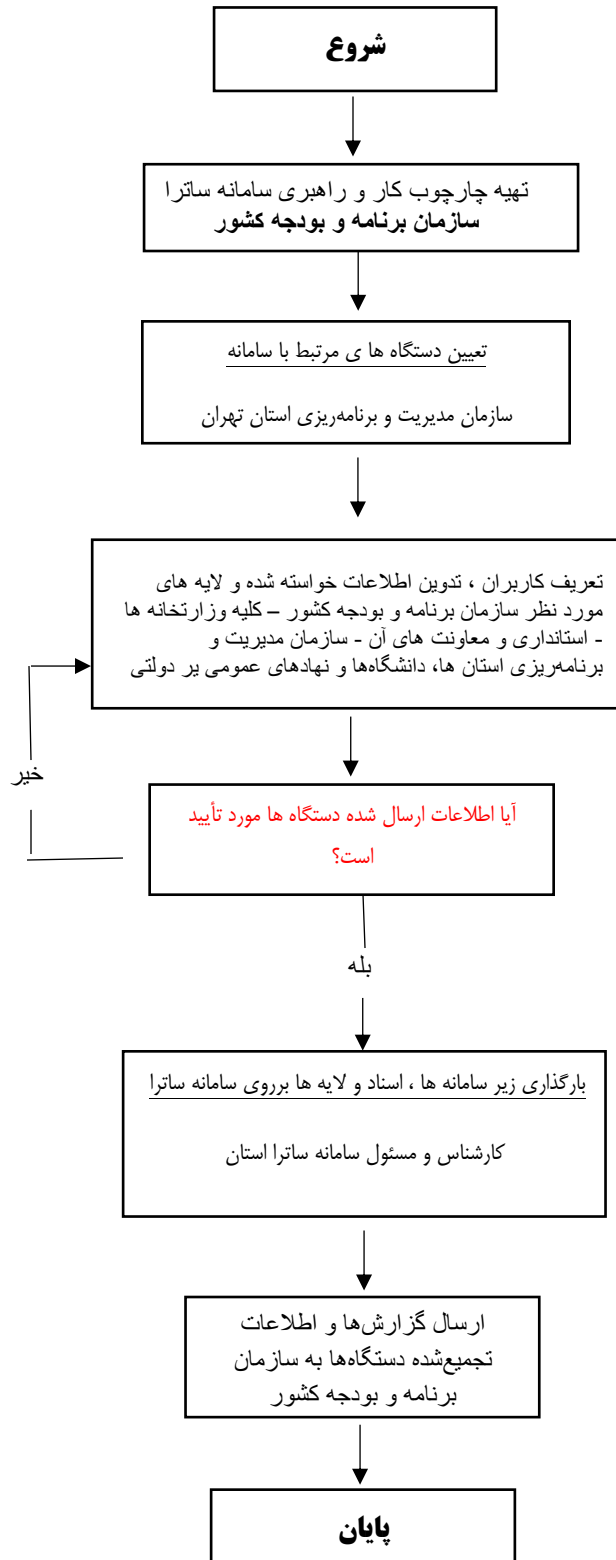 شروع
تهیه چارچوب کار و راهبری سامانه ساترا
سازمان برنامه و بودجه کشور
تعیین دستگاه ها ی مرتبط با سامانه
سازمان مدیریت و برنامه‌ریزی استان تهران
تعریف کاربران ، تدوین اطلاعات خواسته شده و لایه های
مورد نظر سازمان برنامه و بودجه کشور – کلیه وزارتخانه ها
- استانداری و معاونت های آن - سازمان مدیریت و
برنامه‌ریزی استان ها، دانشگاه‌ها و نهادهای عمومی یر دولتی
خیر
آیا اطلاعات ارسال شده دستگاه ها مورد تأیید
است؟
بله
بارگذاری زیر سامانه ها ، اسناد و لایه ها برروی سامانه ساترا
کارشناس و مسئول سامانه ساترا استان
ارسال گزارش‌ها و اطلاعات
تجمیع‌شده دستگاه‌ها به سازمان
برنامه و بودجه کشور
پایان